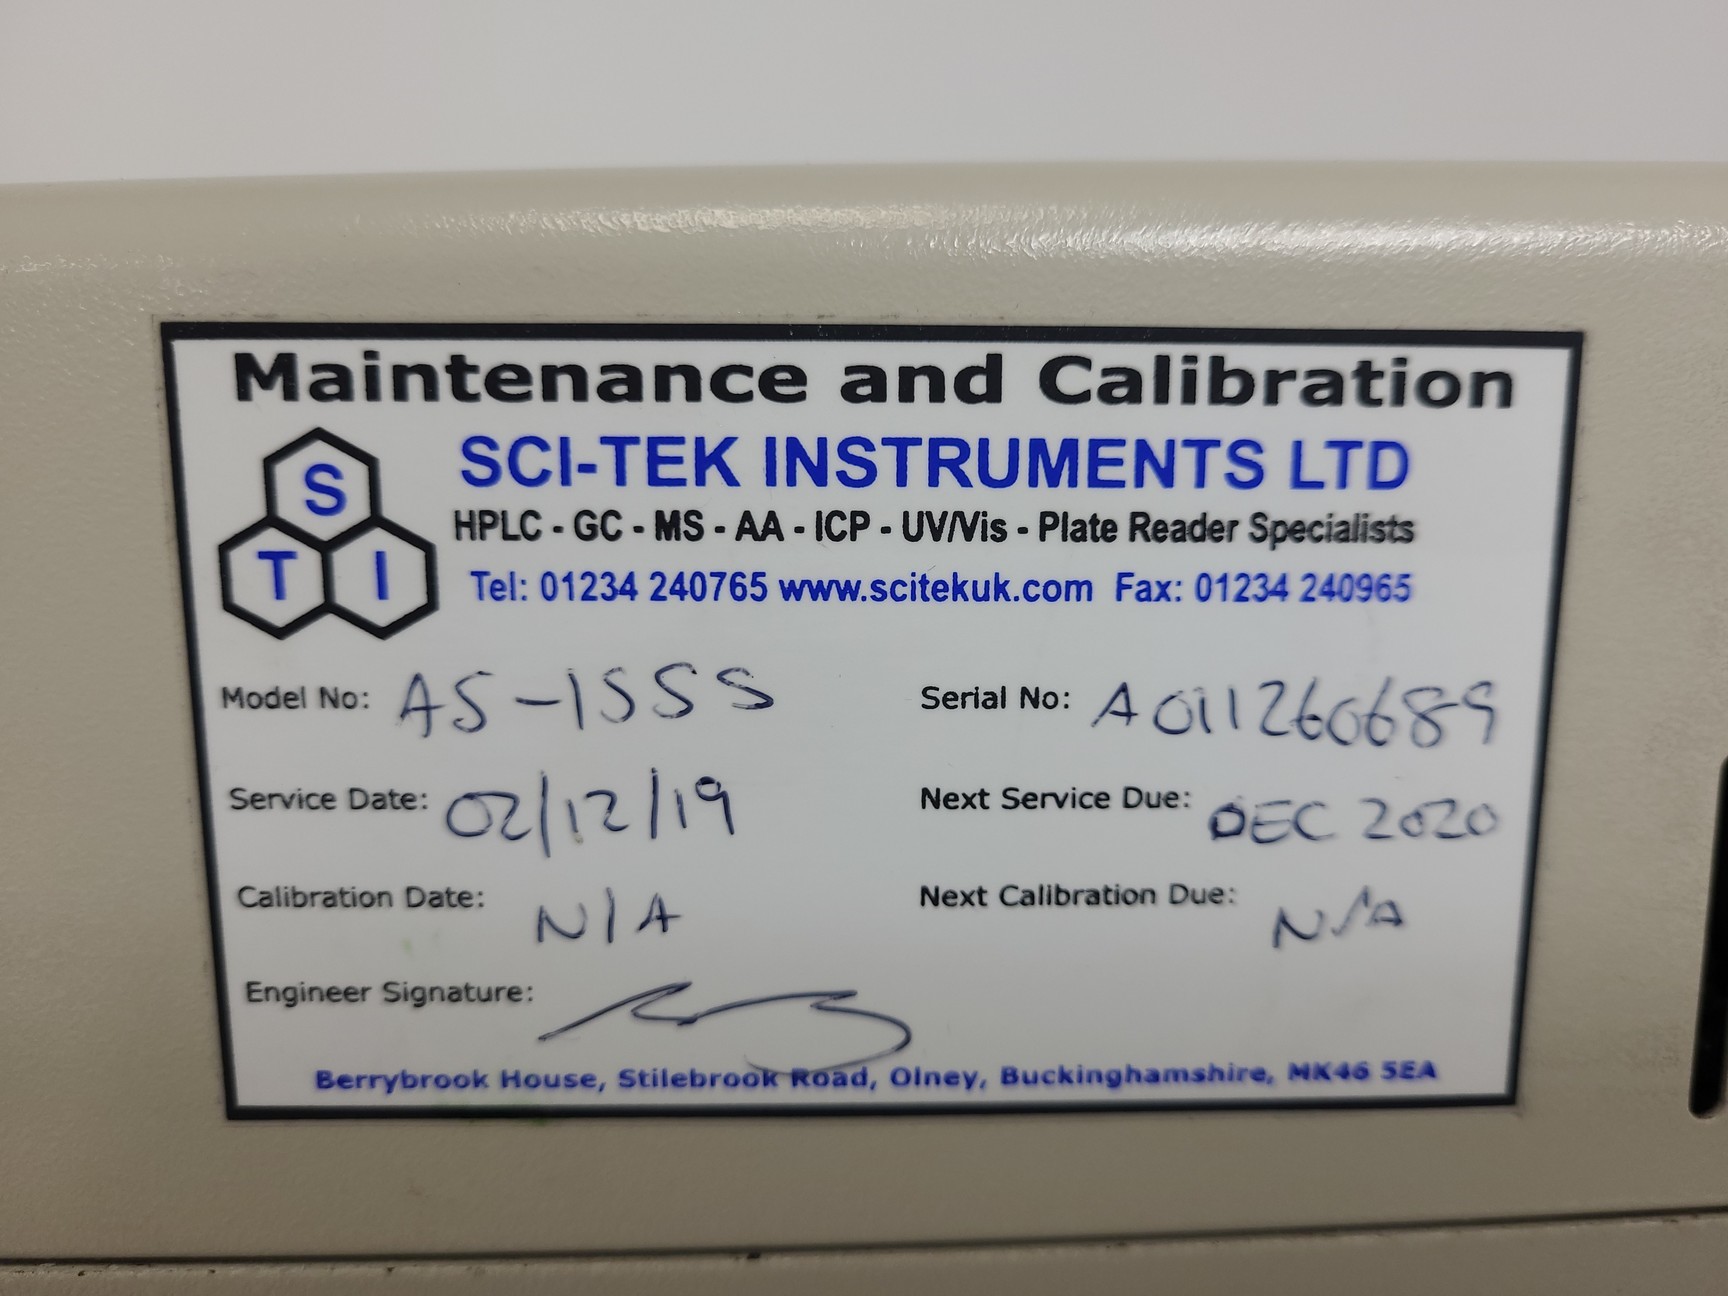 Maintenance and Calibration
S
T I
SCI-TEK INSTRUMENTS LTD
HPLC - GC - MS - AA - ICP - UV/Vis - Plate Reader Specialists
Tel: 01234 240765 www.scitekuk.com Fax: 01234 240965
Model No: AS-1555 Serial No: A011260689
Service Date: 02/12/19 Next Service Due: DEC 2020
Calibration Date: N/A Next Calibration Due: N/A
Engineer Signature:
Berrybrook House, Stilebrook Road, Olney, Buckinghamshire, MK46 5EA